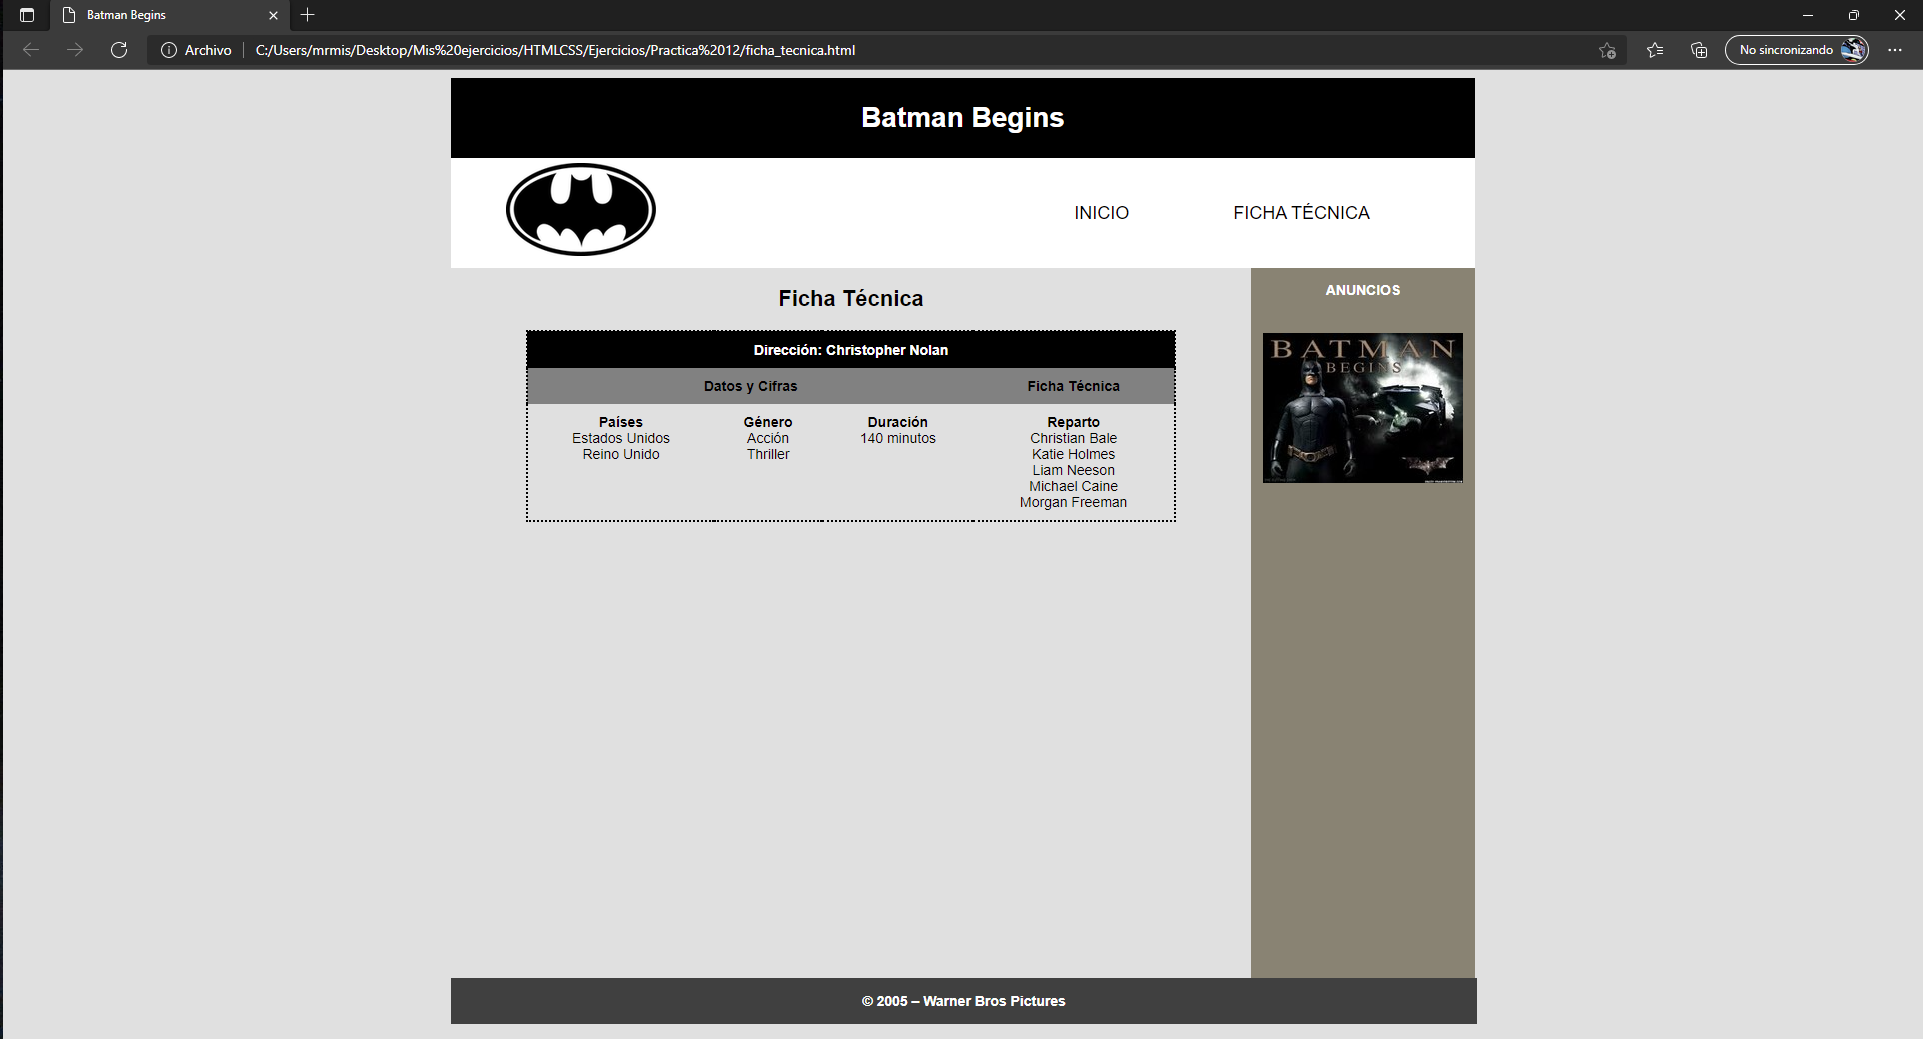 Batman Begins
Archivo
C:/Users/mrmis/Desktop/Mis%20ejercicios/HTMLCSS/Ejercicios/Practica%2012/ficha_tecnica.html
No sincronizando
Batman Begins
INICIO
FICHA TÉCNICA
Ficha Técnica
Dirección: Christopher Nolan
Datos y Cifras
Ficha Técnica
Países
Estados Unidos
Reino Unido
Género
Acción
Thriller
Duración
140 minutos
Reparto
Christian Bale
Katie Holmes
Liam Neeson
Michael Caine
Morgan Freeman
ANUNCIOS
BATMAN
BEGINS
© 2005 – Warner Bros Pictures